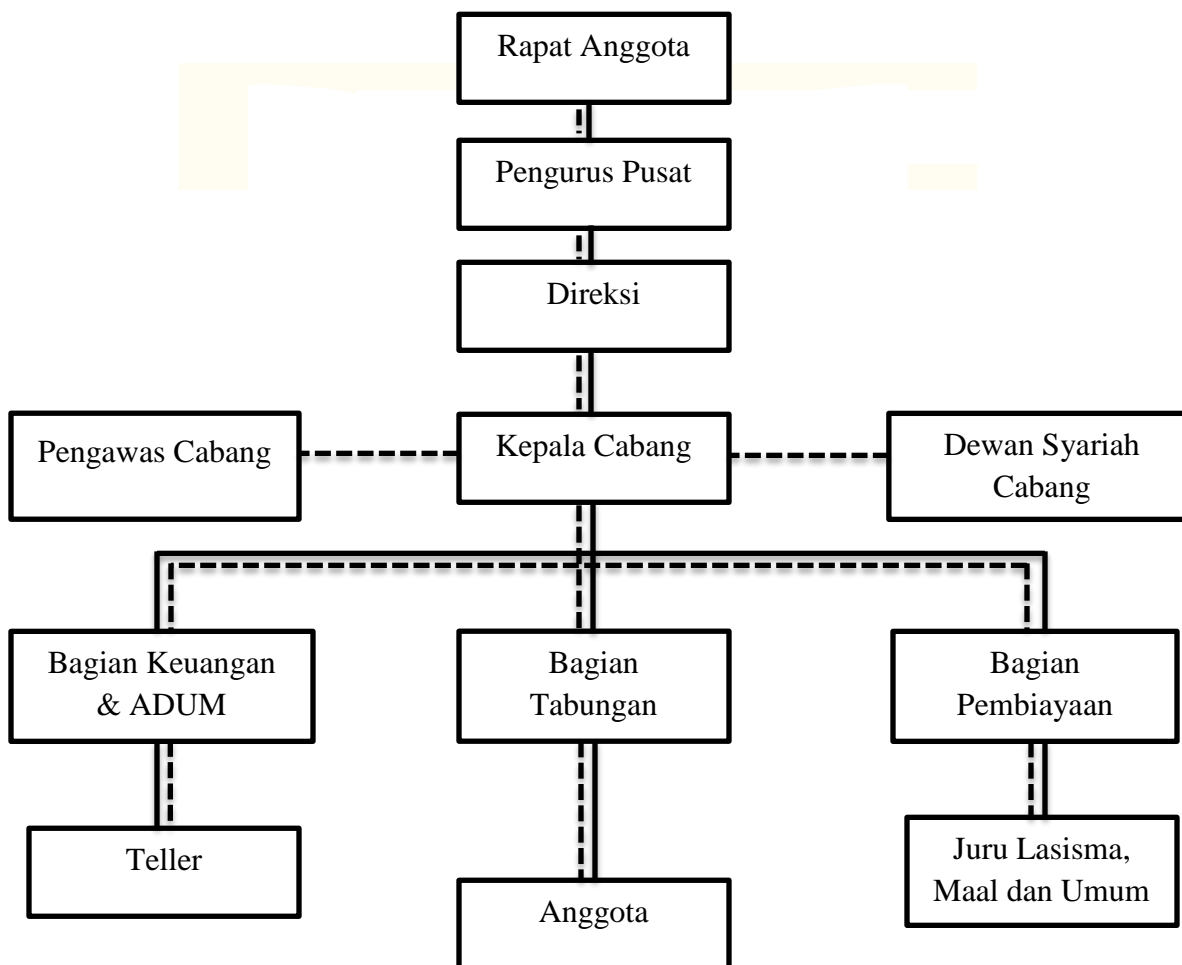 Rapat Anggota
Pengurus Pusat
Direksi
Pengawas Cabang
Kepala Cabang
Dewan Syariah
Cabang
Bagian Keuangan
& ADUM
Bagian
Tabungan
Bagian
Pembiayaan
Teller
Anggota
Juru Lasisma,
Maal dan Umum